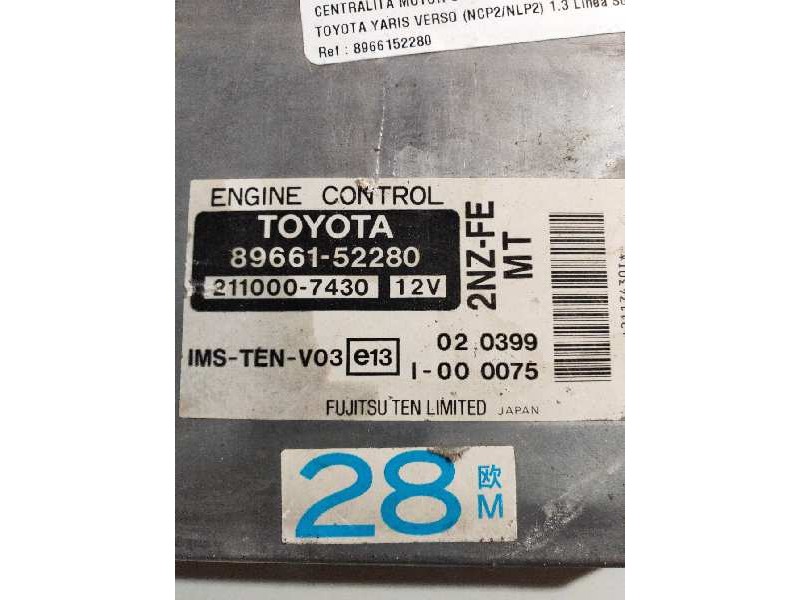 CENTRALITA MOTOR
TOYOTA YARIS VERSO (NCP2/NLP2) 1.3 Linea
Ref : 8966152280
ENGINE CONTROL
TOYOTA
89661-52280
211000-7430 12V
2NZ-FE
MT
IMS-TEN-V03 e13
02 0399
I-00 0075
FUJITSU TEN LIMITED JAPAN
28
欧
M